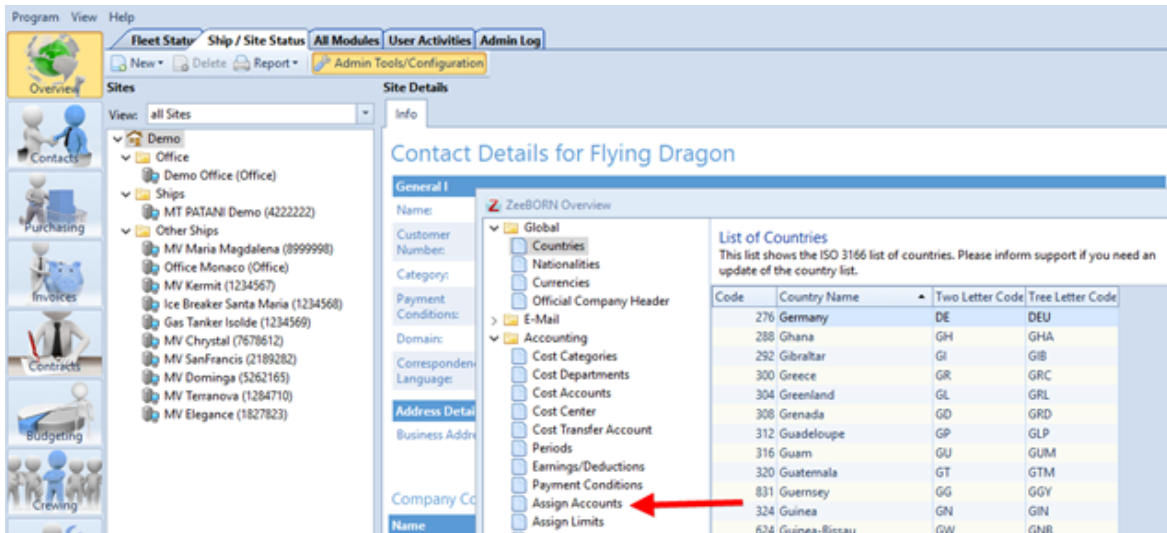 Program View Help
Fleet Statu Ship / Site Status All Modules User Activities Admin Log
New Delete Report Admin Tools/Configuration
Overview
Contacts
Purchasing
Invoices
Contracts
Budgeting
Crewing
Sites
View: all Sites
Demo
Office
Demo Office (Office)
Ships
MT PATANI Demo (4222222)
Other Ships
MV Maria Magdalena (8999998)
Office Monaco (Office)
MV Kermit (1234567)
Ice Breaker Santa Maria (1234568)
Gas Tanker Isolde (1234569)
MV Chrystal (7678612)
MV SanFrancis (2189282)
MV Dominga (5262165)
MV Terranova (1284710)
MV Elegance (1827823)
Site Details
Info
Contact Details for Flying Dragon
General I
Name:
Customer
Number:
Category:
Payment
Conditions:
Domain:
Corresponden
Language:
Address Detai
Business Addre
Company Co
Name
ZeeBORN Overview
Global
Countries
Nationalities
Currencies
Official Company Header
E-Mail
Accounting
Cost Categories
Cost Departments
Cost Accounts
Cost Center
Cost Transfer Account
Periods
Earnings/Deductions
Payment Conditions
Assign Accounts
Assign Limits
List of Countries
This list shows the ISO 3166 list of countries. Please inform support if you need an
update of the country list.
Code Country Name Two Letter Code Tree Letter Code
276 Germany DE DEU
288 Ghana GH GHA
292 Gibraltar GI GIB
300 Greece GR GRC
304 Greenland GL GRL
308 Grenada GD GRD
312 Guadeloupe GP GLP
316 Guam GU GUM
320 Guatemala GT GTM
831 Guernsey GG GGY
324 Guinea GN GIN
624 Guinea-Bissau GW GNB